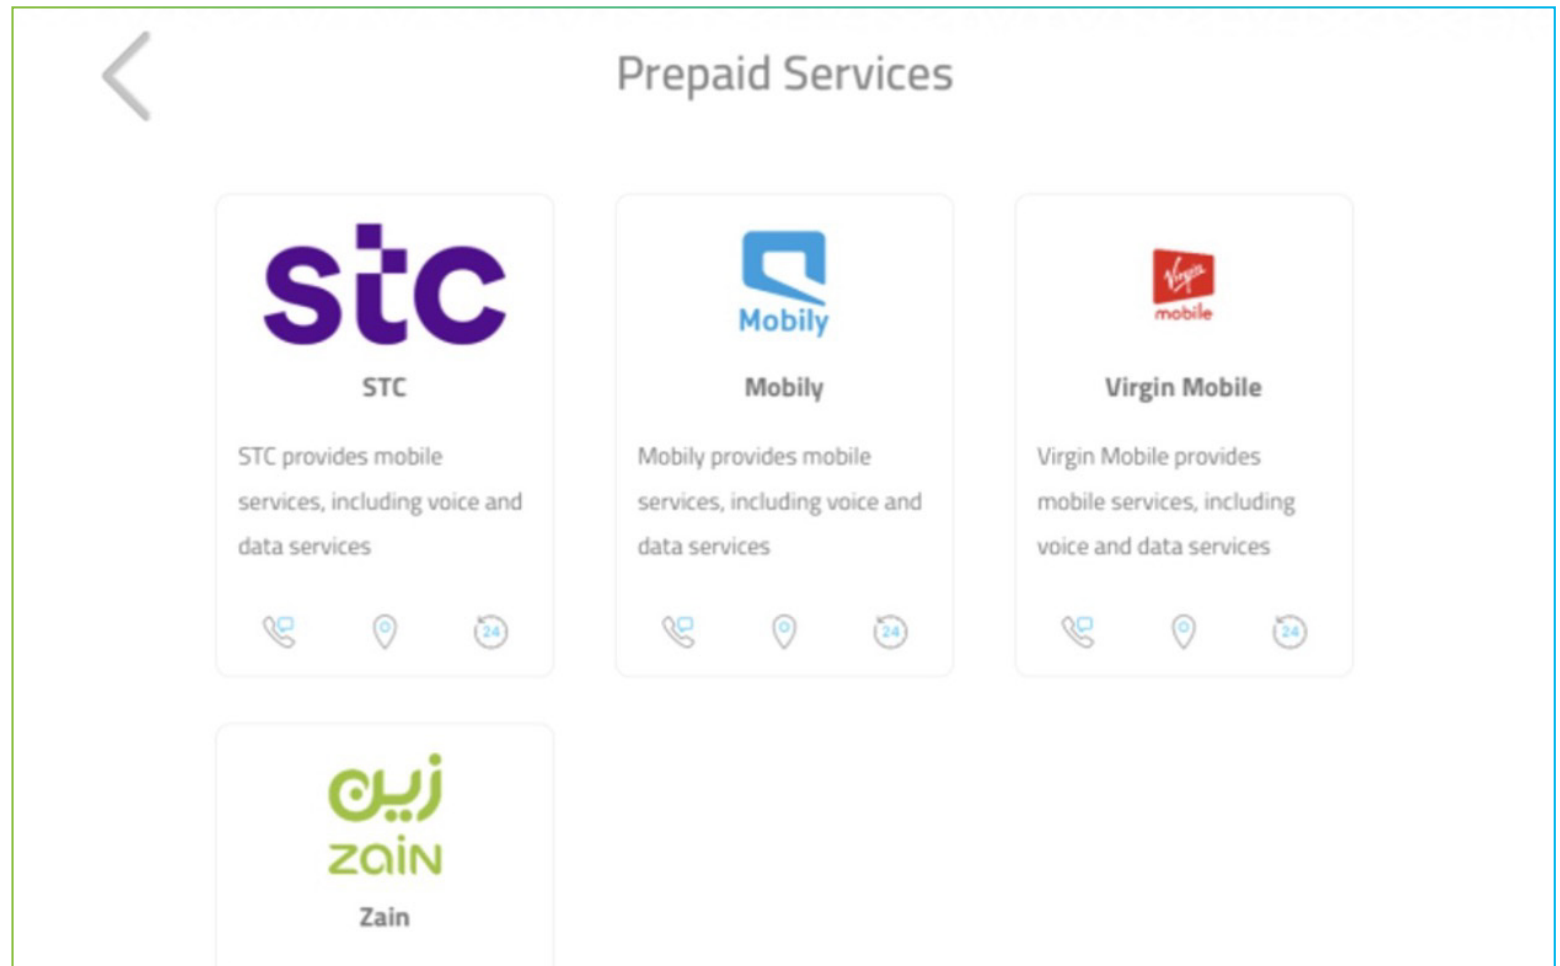 Prepaid Services
stc
STC
STC provides mobile
services, including voice and
data services
24
Mobily
Mobily
Mobily provides mobile
services, including voice and
data services
24
Virgin
mobile
Virgin Mobile
Virgin Mobile provides
mobile services, including
voice and data services
24
زين
zain
Zain